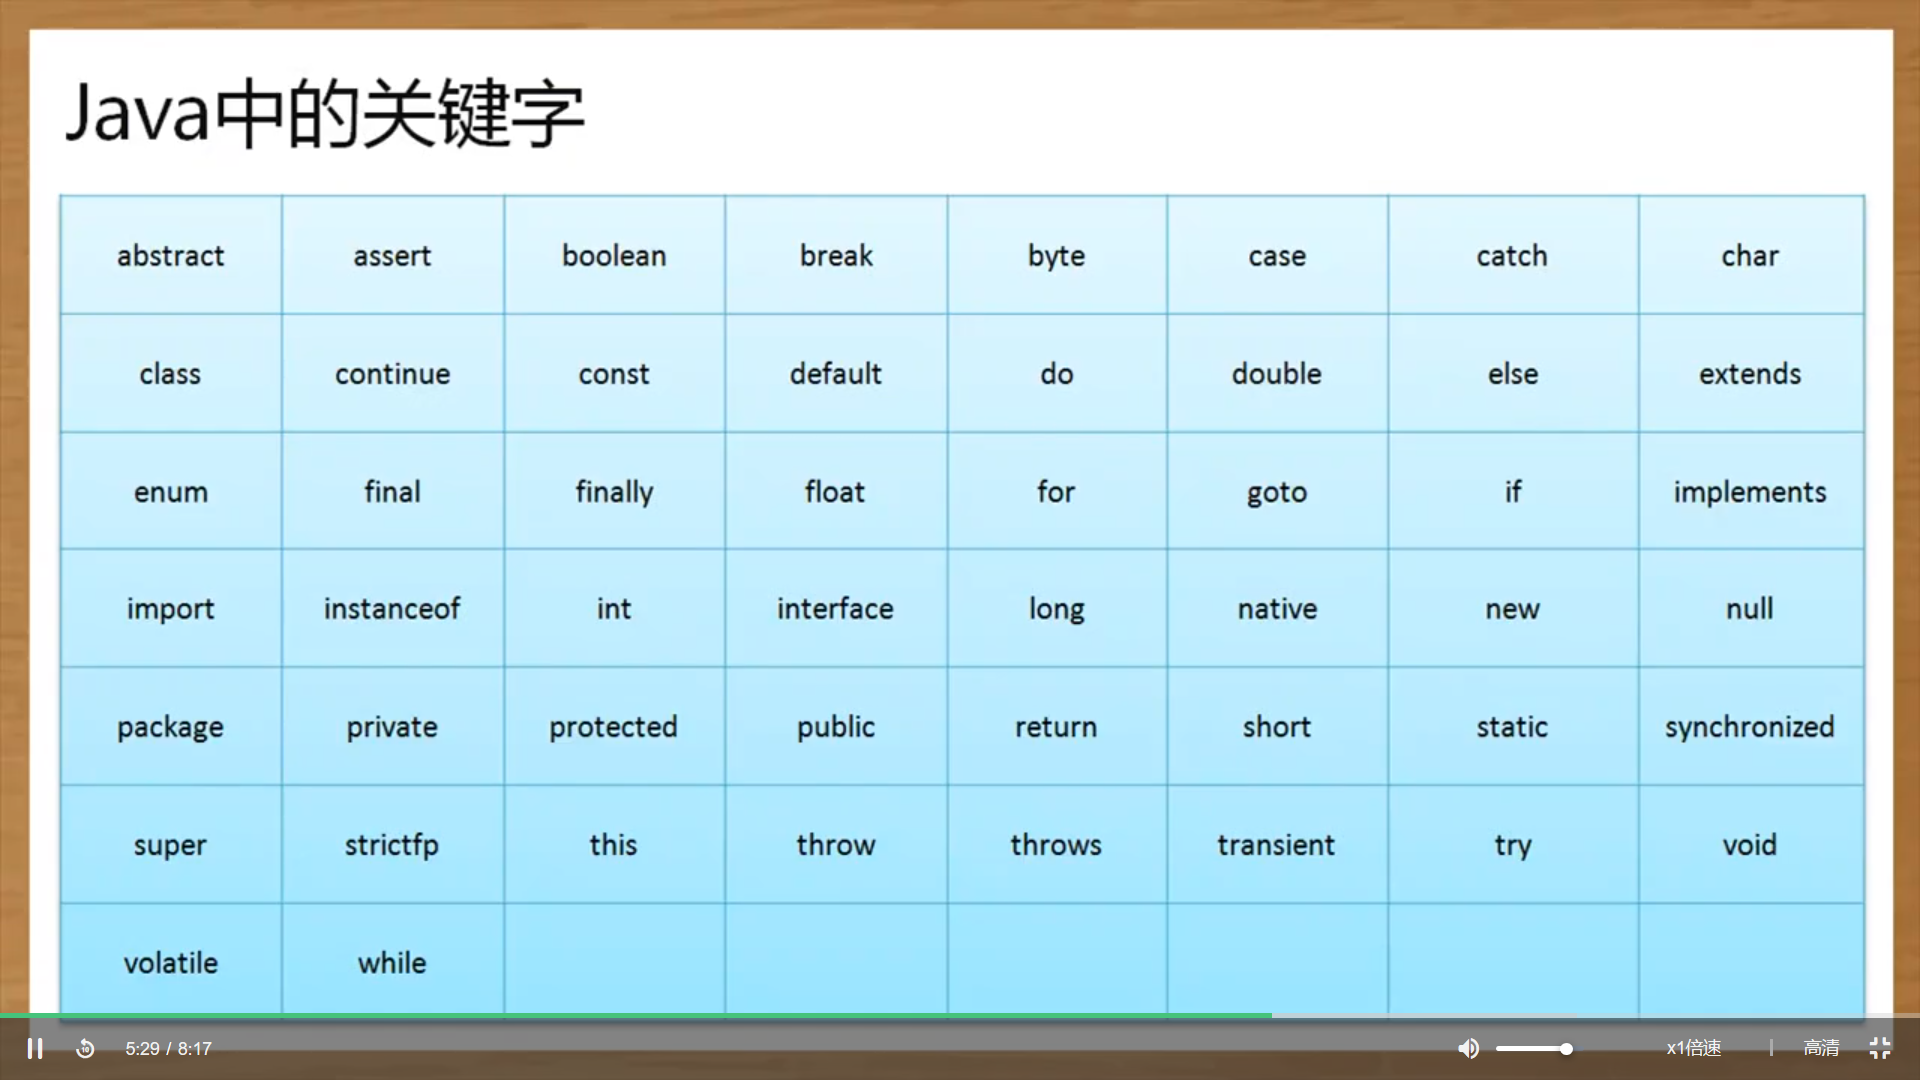 Java中的关键字
abstract assert boolean break byte case catch char
class continue const default do double else extends
enum final finally float for goto if implements
import instanceof int interface long native new null
package private protected public return short static synchronized
super strictfp this throw throws transient try void
volatile while
10 5:29 / 8:17 x1倍速 | 高清